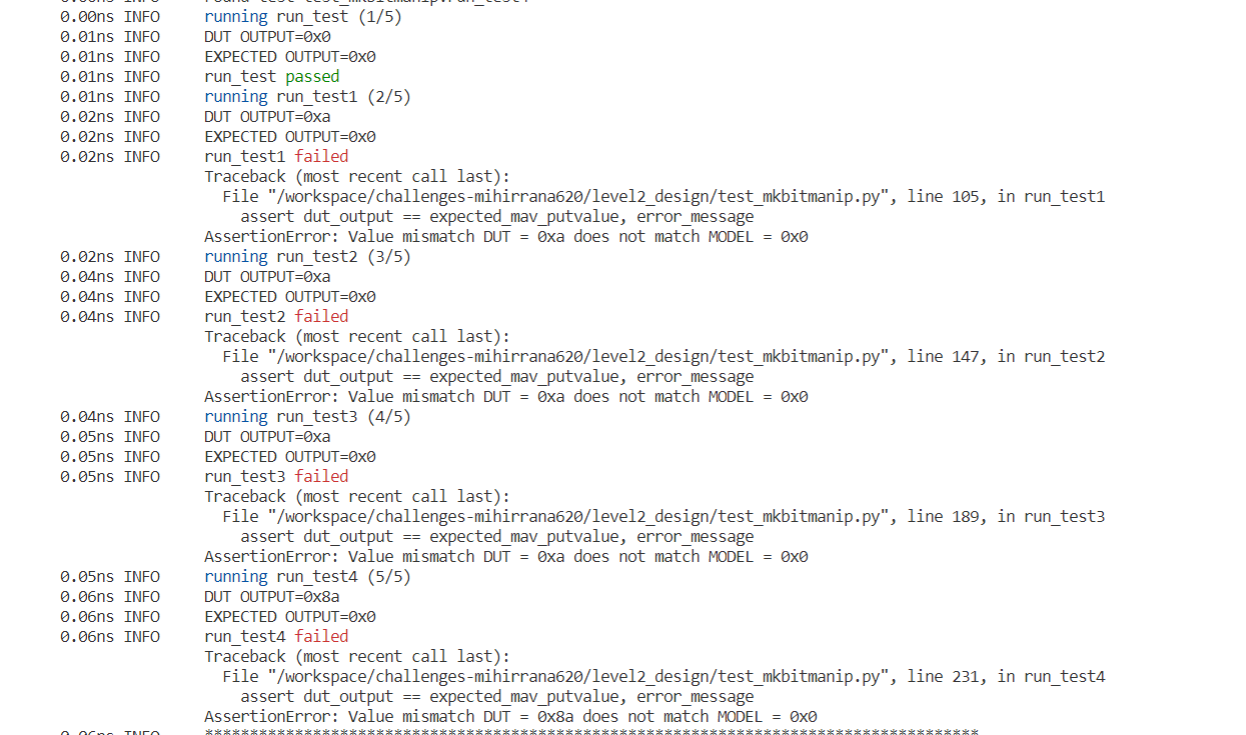 0.00ns INFO running run_test (1/5)
0.01ns INFO DUT OUTPUT=0x0
0.01ns INFO EXPECTED OUTPUT=0x0
0.01ns INFO run_test passed
0.01ns INFO running run_test1 (2/5)
0.02ns INFO DUT OUTPUT=0xa
0.02ns INFO EXPECTED OUTPUT=0x0
0.02ns INFO run_test1 failed
Traceback (most recent call last):
File "/workspace/challenges-mihirrana620/level2_design/test_mkbitmanip.py", line 105, in run_test1
assert dut_output == expected_mav_putvalue, error_message
AssertionError: Value mismatch DUT = 0xa does not match MODEL = 0x0
0.02ns INFO running run_test2 (3/5)
0.04ns INFO DUT OUTPUT=0xa
0.04ns INFO EXPECTED OUTPUT=0x0
0.04ns INFO run_test2 failed
Traceback (most recent call last):
File "/workspace/challenges-mihirrana620/level2_design/test_mkbitmanip.py", line 147, in run_test2
assert dut_output == expected_mav_putvalue, error_message
AssertionError: Value mismatch DUT = 0xa does not match MODEL = 0x0
0.04ns INFO running run_test3 (4/5)
0.05ns INFO DUT OUTPUT=0xa
0.05ns INFO EXPECTED OUTPUT=0x0
0.05ns INFO run_test3 failed
Traceback (most recent call last):
File "/workspace/challenges-mihirrana620/level2_design/test_mkbitmanip.py", line 189, in run_test3
assert dut_output == expected_mav_putvalue, error_message
AssertionError: Value mismatch DUT = 0xa does not match MODEL = 0x0
0.05ns INFO running run_test4 (5/5)
0.06ns INFO DUT OUTPUT=0x8a
0.06ns INFO EXPECTED OUTPUT=0x0
0.06ns INFO run_test4 failed
Traceback (most recent call last):
File "/workspace/challenges-mihirrana620/level2_design/test_mkbitmanip.py", line 231, in run_test4
assert dut_output == expected_mav_putvalue, error_message
AssertionError: Value mismatch DUT = 0x8a does not match MODEL = 0x0